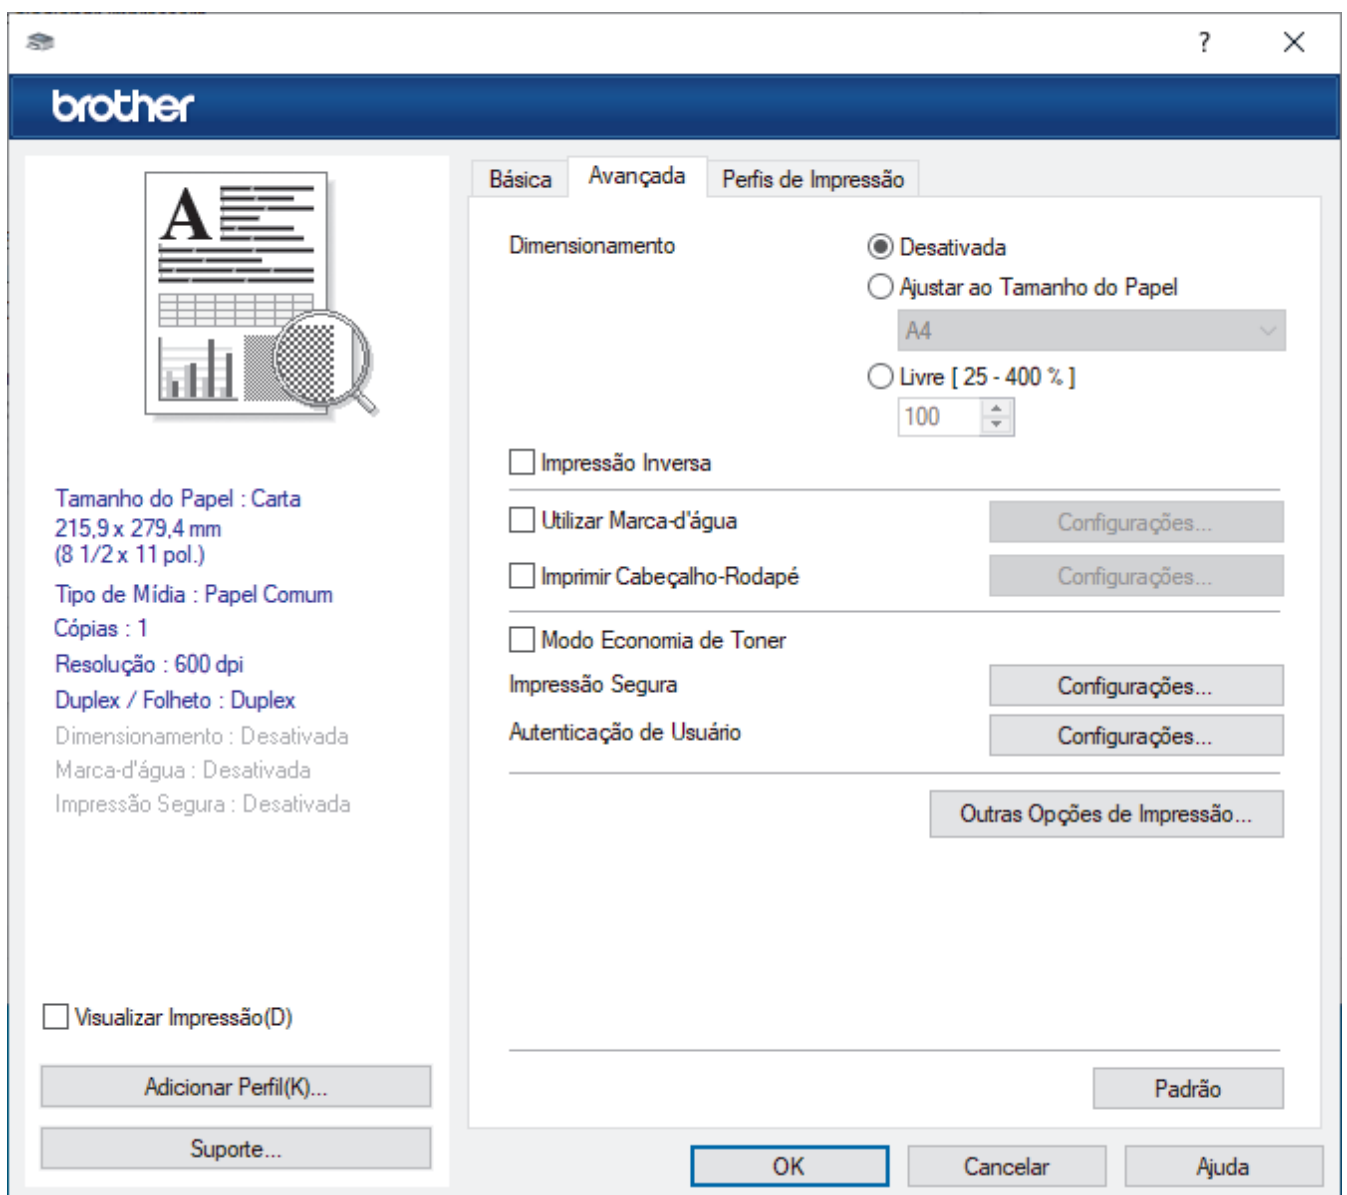 ?
brother
A
Básica
Avançada
Perfis de Impressão
Dimensionamento
Desativada
Ajustar ao Tamanho do Papel
A4
Livre [ 25 - 400 % ]
100
Impressão Inversa
Utilizar Marca-d'água
Configurações...
Imprimir Cabeçalho-Rodapé
Configurações...
Modo Economia de Toner
Impressão Segura
Configurações...
Autenticação de Usuário
Configurações...
Outras Opções de Impressão...
Padrão
Tamanho do Papel : Carta
215,9 x 279,4 mm
(8 1/2 x 11 pol.)
Tipo de Mídia : Papel Comum
Cópias : 1
Resolução : 600 dpi
Duplex / Folheto : Duplex
Dimensionamento : Desativada
Marca-d'água : Desativada
Impressão Segura : Desativada
Visualizar Impressão(D)
Adicionar Perfil(K)...
Suporte...
OK
Cancelar
Ajuda